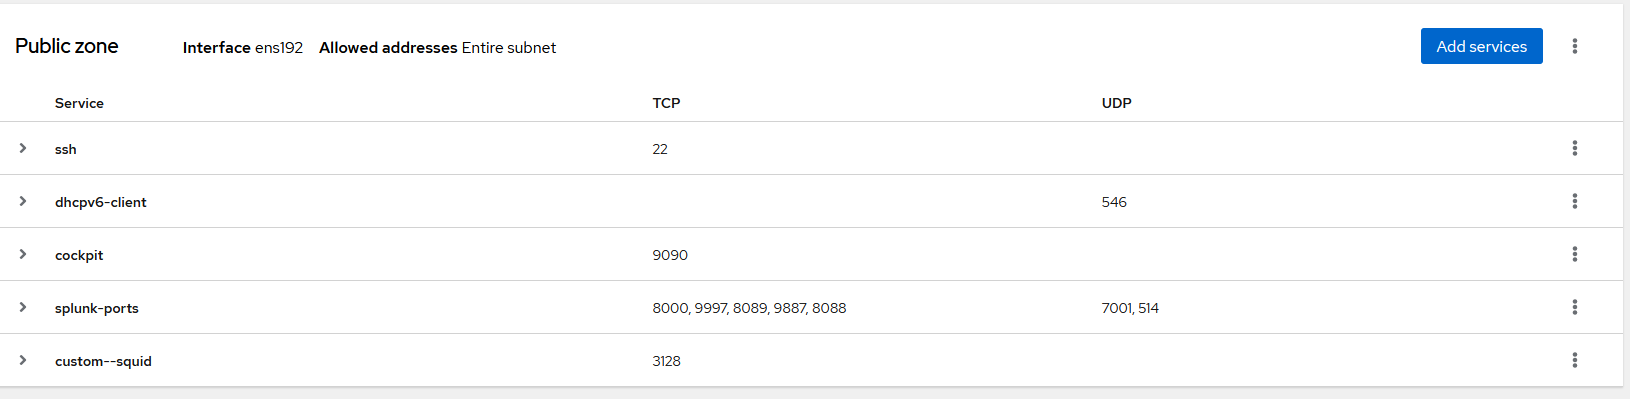 Public zone Interface ens192 Allowed addresses Entire subnet Add services
Service TCP UDP
ssh 22
dhcpv6-client 546
cockpit 9090
splunk-ports 8000, 9997, 8089, 9887, 8088 7001, 514
custom--squid 3128